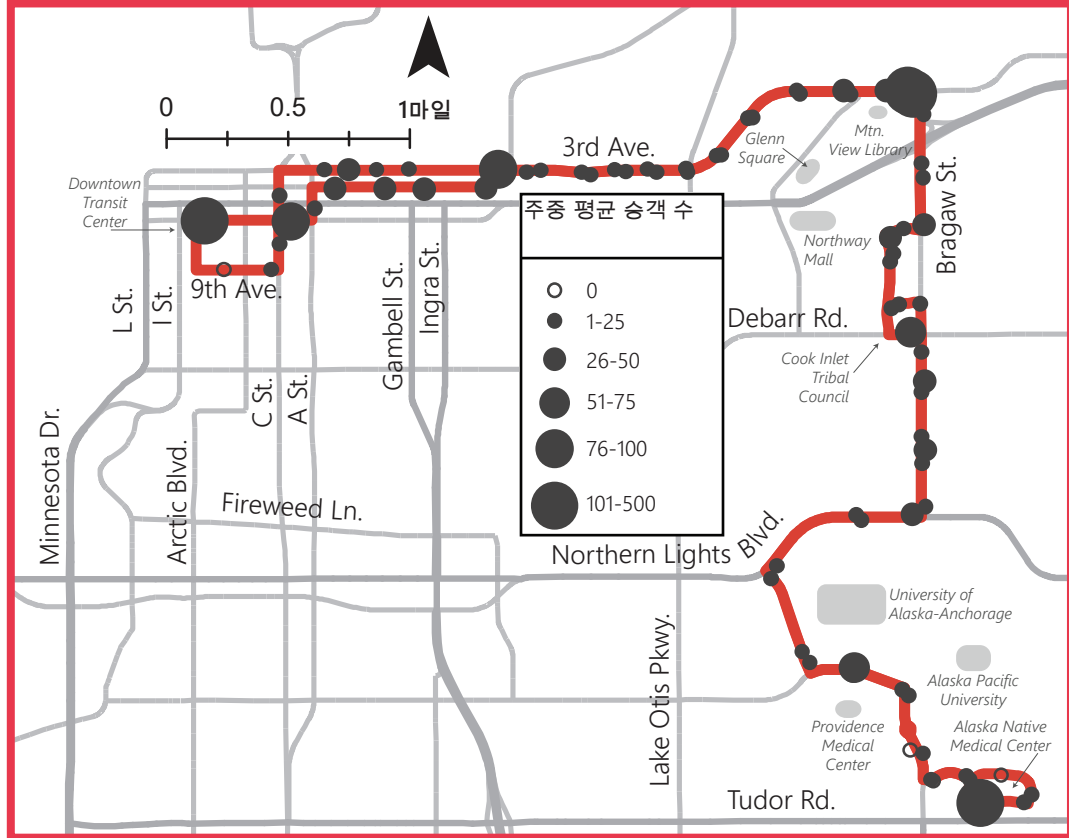 0
0.5
1마일
3rd Ave.
Glenn
Square
Mtn.
View Library
Downtown
Transit
Center
주중 평균 승객 수
0
1-25
26-50
51-75
76-100
101-500
Northway
Mall
Bragaw St.
9th Ave.
L St.
I St.
Gambell St.
Ingra St.
Debarr Rd.
Cook Inlet
Tribal
Council
C St.
A St.
Minnesota Dr.
Arctic Blvd.
Fireweed Ln.
Northern Lights Blvd.
University of
Alaska-Anchorage
Lake Otis Pkwy.
Alaska Pacific
University
Providence
Medical
Center
Alaska Native
Medical Center
Tudor Rd.